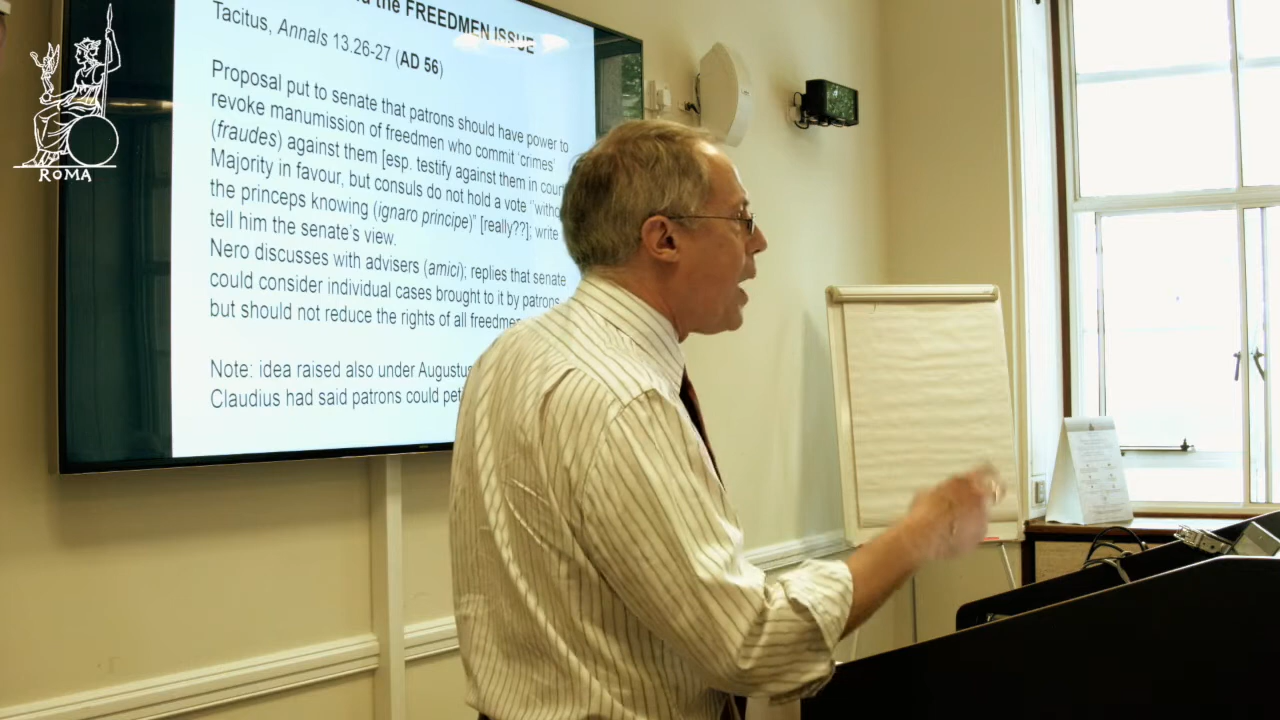 ROMA
the FREEDMEN ISSUE
Tacitus, Annals 13.26-27 (AD 56)
Proposal put to senate that patrons should have power to
revoke manumission of freedmen who commit 'crimes'
(fraudes) against them [esp. testify against them in
Majority in favour, but consuls do not hold a vote
the princeps knowing (ignaro principe)" [really??]; write
tell him the senate's view.
Nero discusses with advisers (amici); replies that senate
could consider individual cases brought to it by patrons
but should not reduce the rights of all
Note: idea raised also under Augustus
Claudius had said patrons could